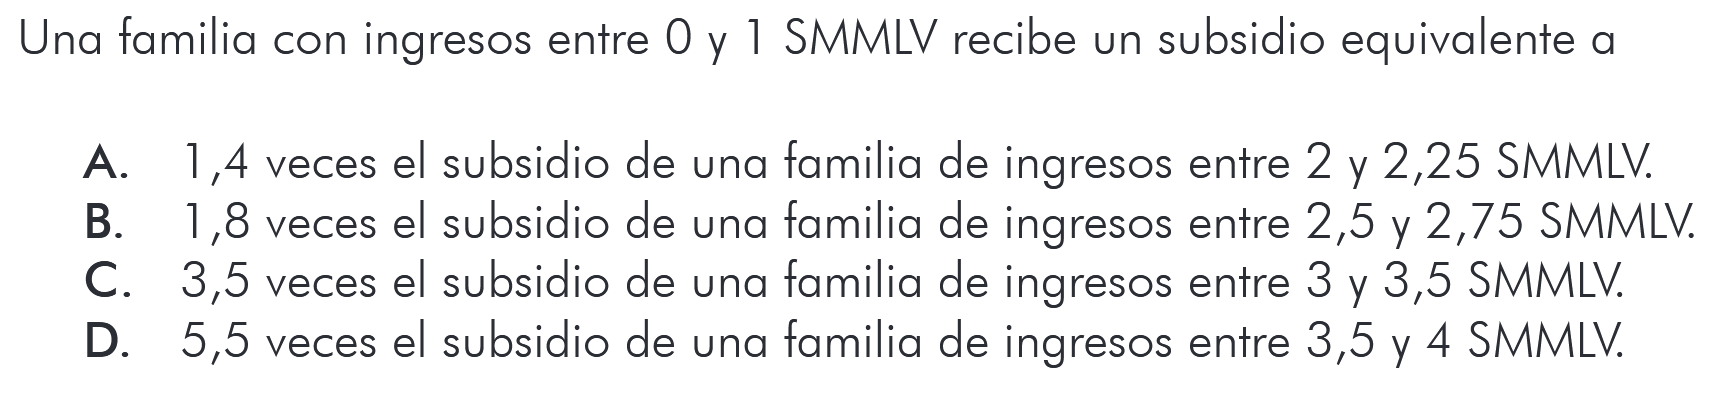 Una familia con ingresos entre 0 y 1 SMMLV recibe un subsidio equivalente a
A. 1,4 veces el subsidio de una familia de ingresos entre 2 y 2,25 SMMLV.
B. 1,8 veces el subsidio de una familia de ingresos entre 2,5 y 2,75 SMMLV.
C. 3,5 veces el subsidio de una familia de ingresos entre 3 y 3,5 SMMLV.
D. 5,5 veces el subsidio de una familia de ingresos entre 3,5 y 4 SMMLV.